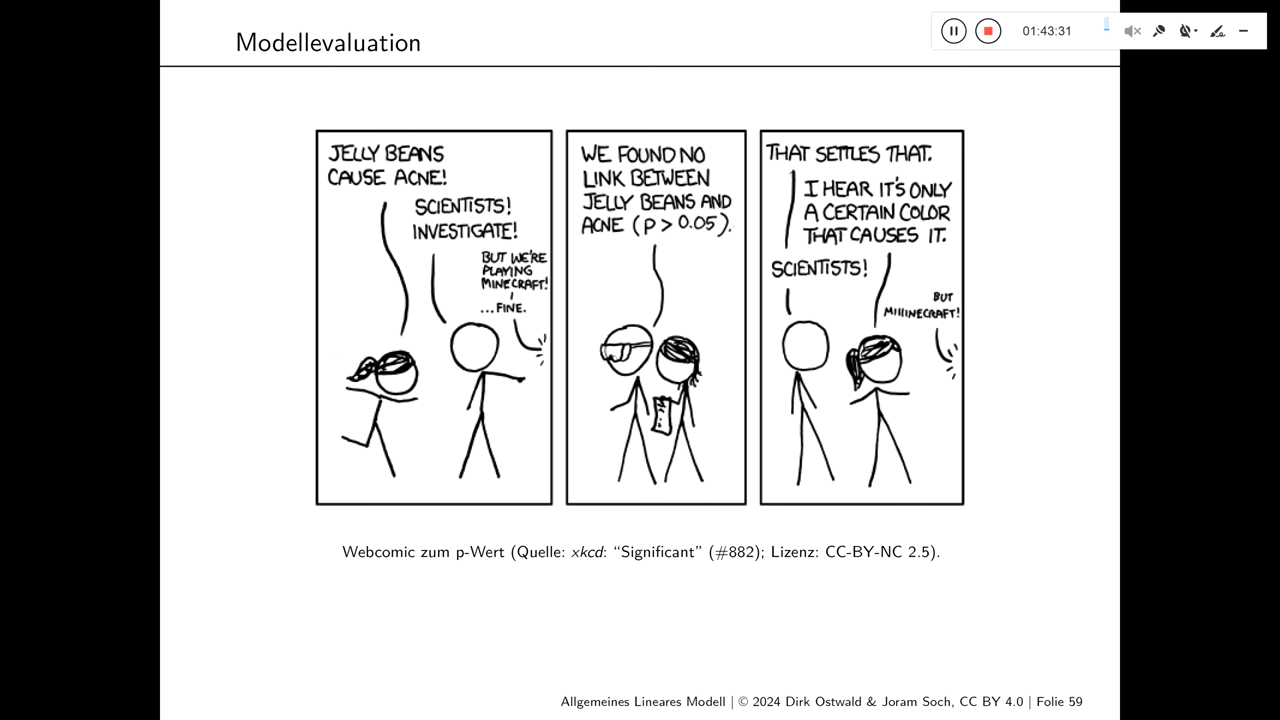 Modellevaluation
01:43:31
JELLY BEANS
CAUSE ACNE!
SCIENTISTS!
INVESTIGATE!
BUT WE'RE
PLAYING
MINECRAFT!
...FINE.
WE FOUND NO
LINK BETWEEN
JELLY BEANS AND
ACNE (P > 0.05).
THAT SETTLES THAT.
I HEAR IT'S ONLY
A CERTAIN COLOR
THAT CAUSES IT.
SCIENTISTS!
BUT
MIIINECRAFT!
Webcomic zum p-Wert (Quelle: xkcd: “Significant” (#882); Lizenz: CC-BY-NC 2.5).
Allgemeines Lineares Modell | © 2024 Dirk Ostwald & Joram Soch, CC BY 4.0 | Folie 59